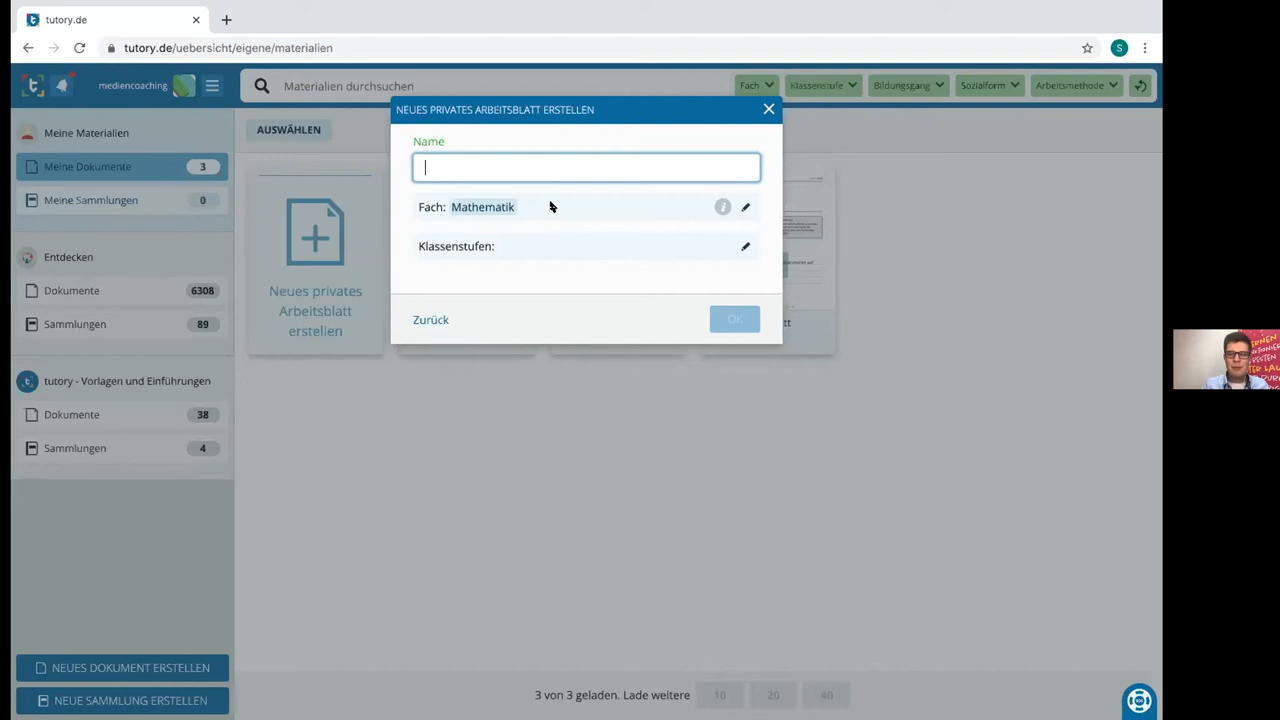 tutory.de
tutory.de/uebersicht/eigene/materialien
S
mediencoaching
Materialien durchsuchen
Fach
Klassenstufe
Bildungsgang
Sozialform
Arbeitsmethode
Meine Materialien
Meine Dokumente 3
Meine Sammlungen 0
Entdecken
Dokumente 6308
Sammlungen 89
tutory - Vorlagen und Einführungen
Dokumente 38
Sammlungen 4
NEUES DOKUMENT ERSTELLEN
NEUE SAMMLUNG ERSTELLEN
AUSWÄHLEN
Neues privates
Arbeitsblatt
erstellen
NEUES PRIVATES ARBEITSBLATT ERSTELLEN
Name
Fach: Mathematik
i
Klassenstufen:
Zurück
OK
tt
3 von 3 geladen. Lade weitere 10 20 40